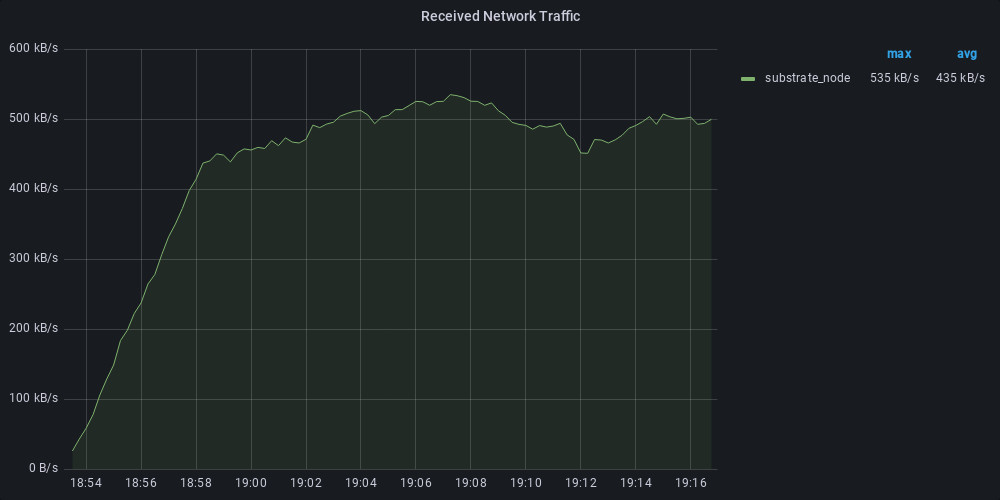 Received Network Traffic
600 kB/s
500 kB/s
400 kB/s
300 kB/s
200 kB/s
100 kB/s
0 B/s
18:54 18:56 18:58 19:00 19:02 19:04 19:06 19:08 19:10 19:12 19:14 19:16
max avg
substrate_node 535 kB/s 435 kB/s